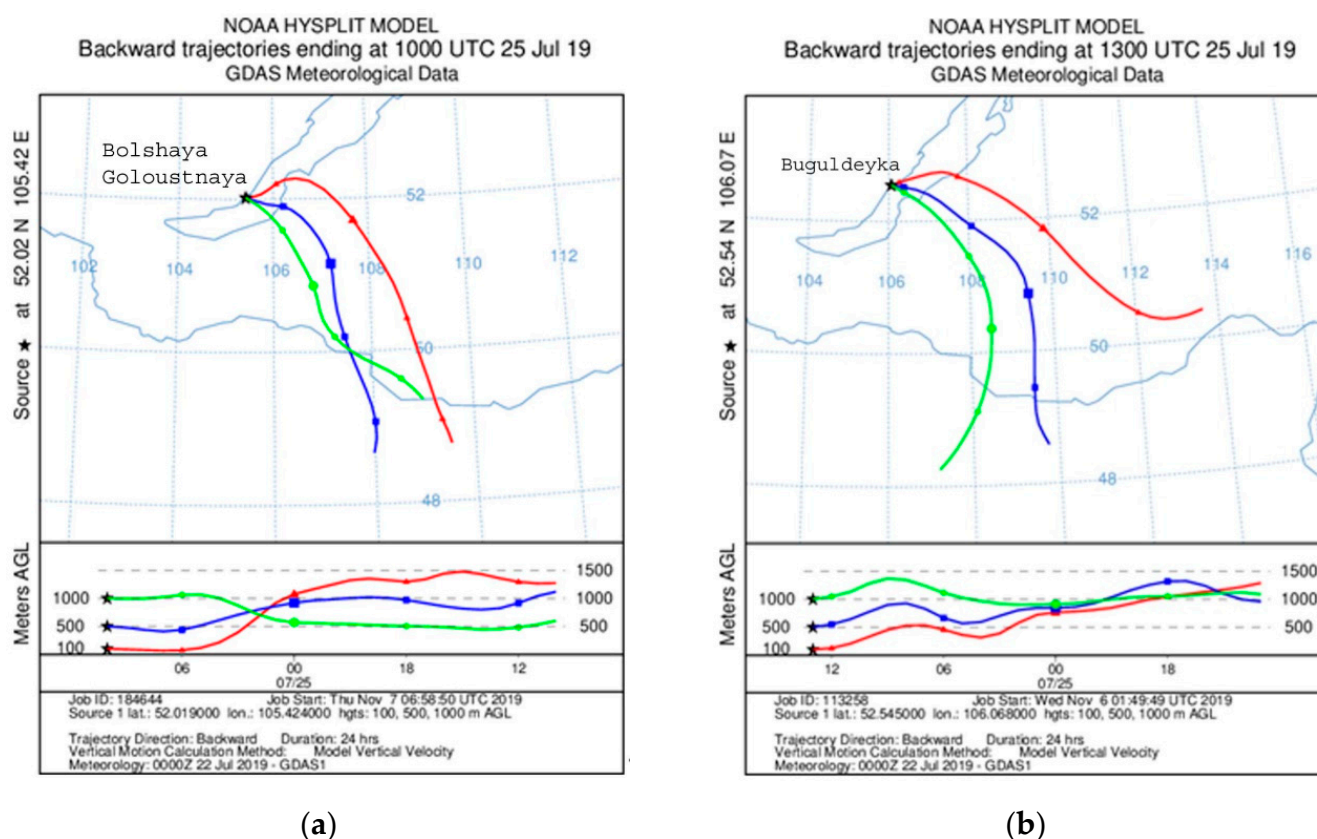 NOAA HYSPLIT MODEL
Backward trajectories ending at 1000 UTC 25 Jul 19
GDAS Meteorological Data
Source ★ at 52.02 N 105.42 E
Bolshaya
Goloustnaya
52
102 104 106 108 110 112
50
48
Meters AGL
1500
1000 1000
500 500
100
06 00 18 12
07/25
Job ID: 184644 Job Start: Thu Nov 7 06:58:50 UTC 2019
Source 1 lat.: 52.019000 lon.: 105.424000 hgts: 100, 500, 1000 m AGL
Trajectory Direction: Backward Duration: 24 hrs
Vertical Motion Calculation Method: Model Vertical Velocity
Meteorology: 0000Z 22 Jul 2019 - GDAS1
(a)
NOAA HYSPLIT MODEL
Backward trajectories ending at 1300 UTC 25 Jul 19
GDAS Meteorological Data
Source ★ at 52.54 N 106.07 E
Buguldeyka
52
104 106 108 110 112 114 116
50
48
Meters AGL
1500
1000 1000
500 500
100
12 06 00 18
07/25
Job ID: 113258 Job Start: Wed Nov 6 01:49:49 UTC 2019
Source 1 lat.: 52.545000 lon.: 106.068000 hgts: 100, 500, 1000 m AGL
Trajectory Direction: Backward Duration: 24 hrs
Vertical Motion Calculation Method: Model Vertical Velocity
Meteorology: 0000Z 22 Jul 2019 - GDAS1
(b)